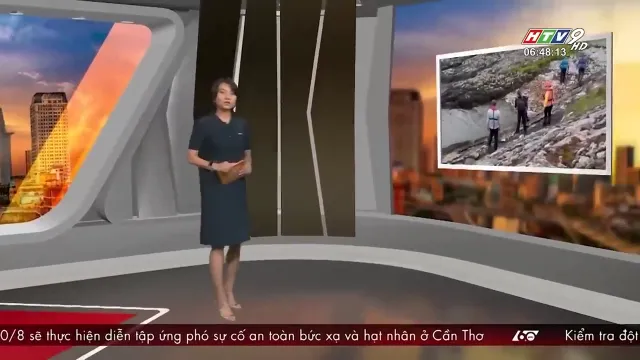 HTV9
HD
06:48:13
0/8 sẽ thực hiện diễn tập ứng phó sự cố an toàn bức xạ và hạt nhân ở Cần Thơ 60 Kiểm tra đột